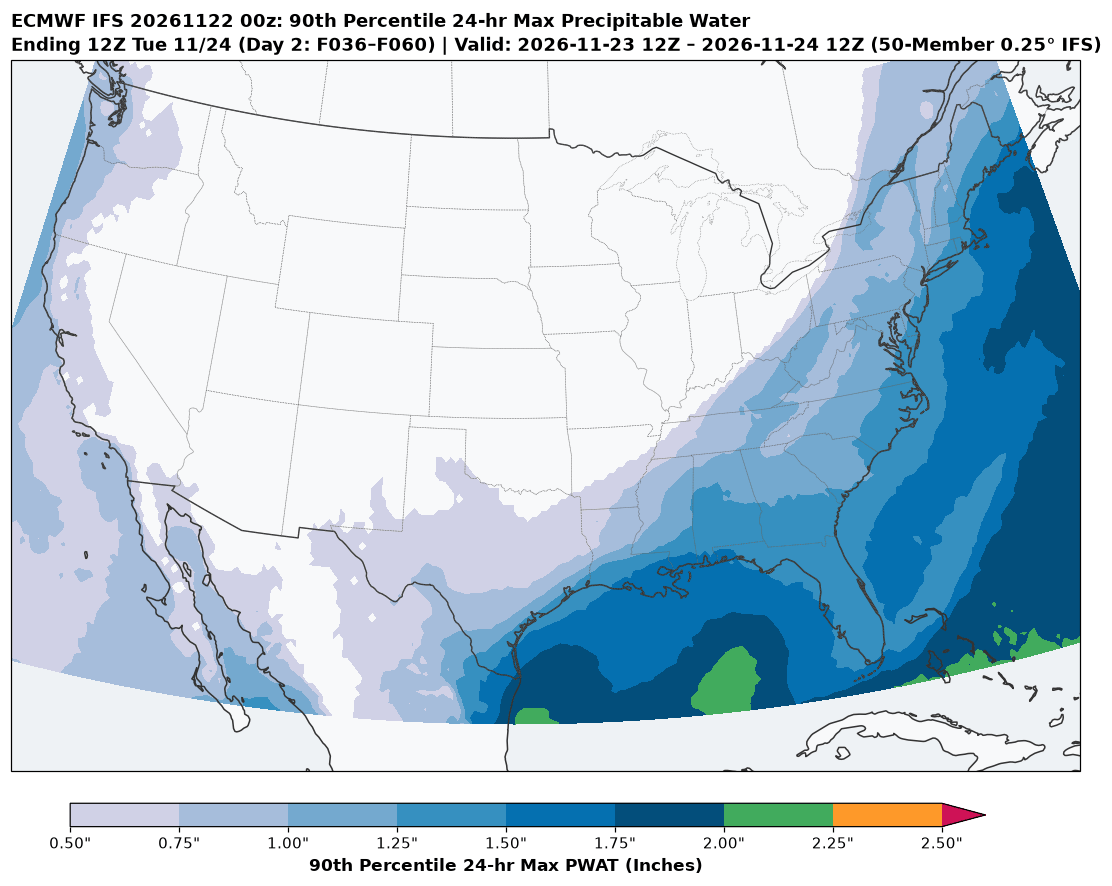 ECMWF IFS 20261122 00z: 90th Percentile 24-hr Max Precipitable Water
Ending 12Z Tue 11/24 (Day 2: F036–F060) | Valid: 2026-11-23 12Z – 2026-11-24 12Z (50-Member 0.25° IFS)
0.50" 0.75" 1.00" 1.25" 1.50" 1.75" 2.00" 2.25" 2.50"
90th Percentile 24-hr Max PWAT (Inches)